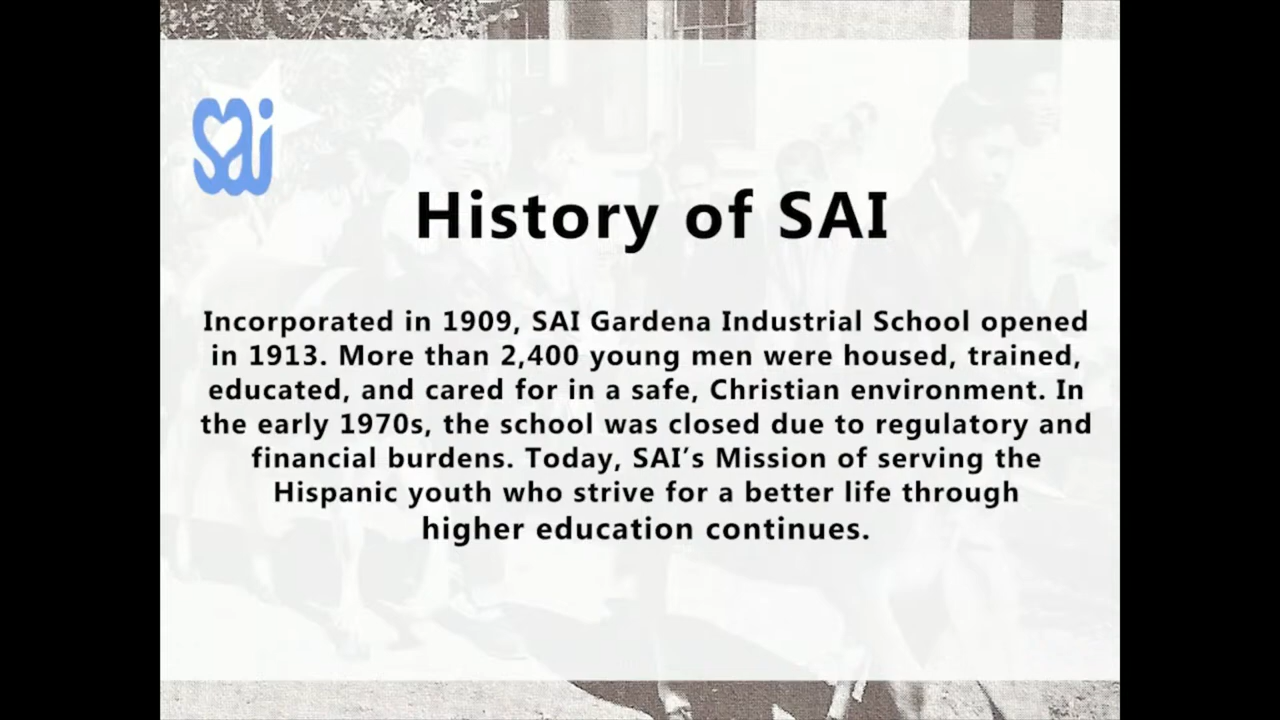 sai
History of SAI
Incorporated in 1909, SAI Gardena Industrial School opened
in 1913. More than 2,400 young men were housed, trained,
educated, and cared for in a safe, Christian environment. In
the early 1970s, the school was closed due to regulatory and
financial burdens. Today, SAI’s Mission of serving the
Hispanic youth who strive for a better life through
higher education continues.